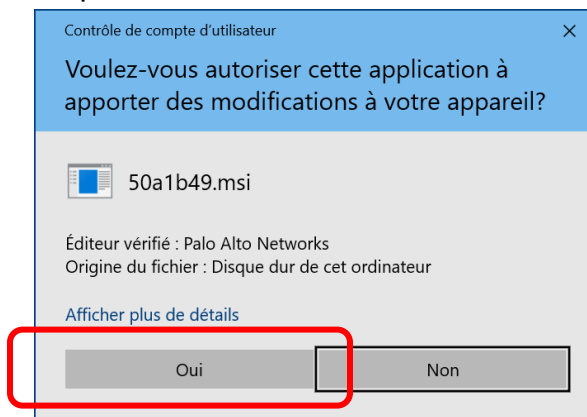 Contrôle de compte d'utilisateur
Voulez-vous autoriser cette application à
apporter des modifications à votre appareil?
50a1b49.msi
Éditeur vérifié : Palo Alto Networks
Origine du fichier : Disque dur de cet ordinateur
Afficher plus de détails
Oui
Non